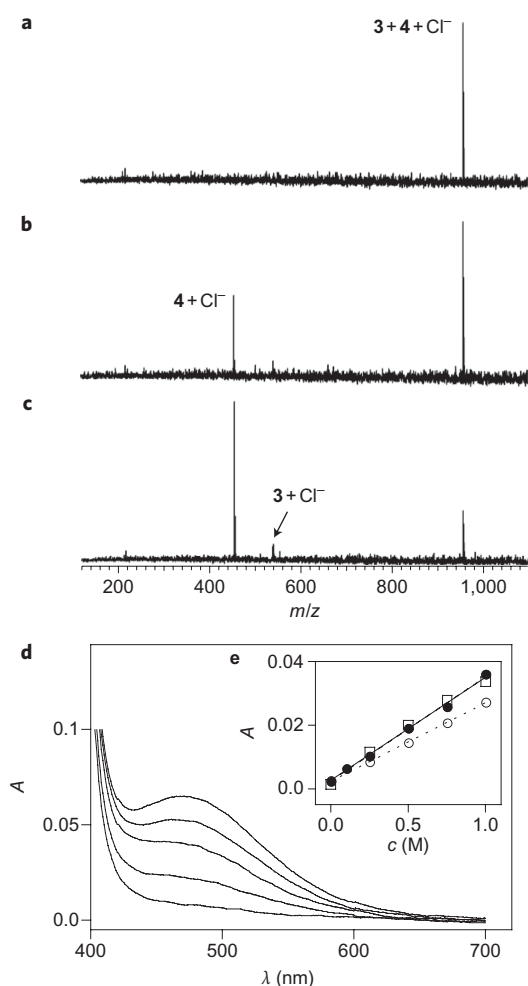 a
3 + 4 + Cl⁻
b
4 + Cl⁻
c
3 + Cl⁻
200 400 600 800 1,000
m/z
d
e
0.04
0.02
0.0
A
0.0 0.5 1.0
c (M)
0.1
0.05
0.0
A
400 500 600 700
λ (nm)